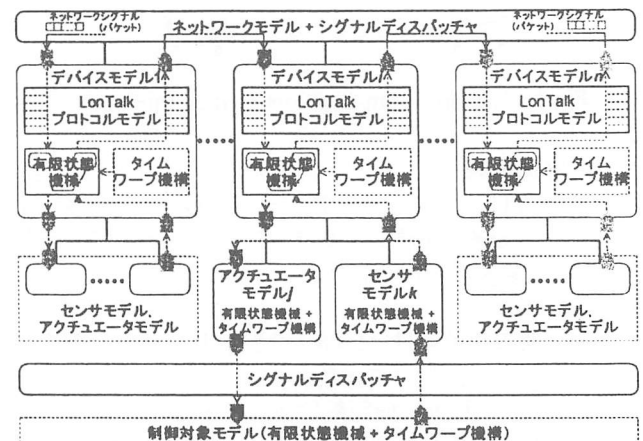 ネットワークシグナル
(パケット)
ネットワークモデル + シグナルディスパッチャ
ネットワークシグナル
(パケット)
デバイスモデル1
LonTalk
プロトコルモデル
有限状態
機械
タイム
ワープ機構
デバイスモデルi
LonTalk
プロトコルモデル
有限状態
機械
タイム
ワープ機構
デバイスモデルn
LonTalk
プロトコルモデル
有限状態
機械
タイム
ワープ機構
センサモデル,
アクチュエータモデル
アクチュエータ
モデルj
有限状態機械 +
タイムワープ機構
センサ
モデルk
有限状態機械 +
タイムワープ機構
センサモデル,
アクチュエータモデル
シグナルディスパッチャ
制御対象モデル(有限状態機械 + タイムワープ機構)